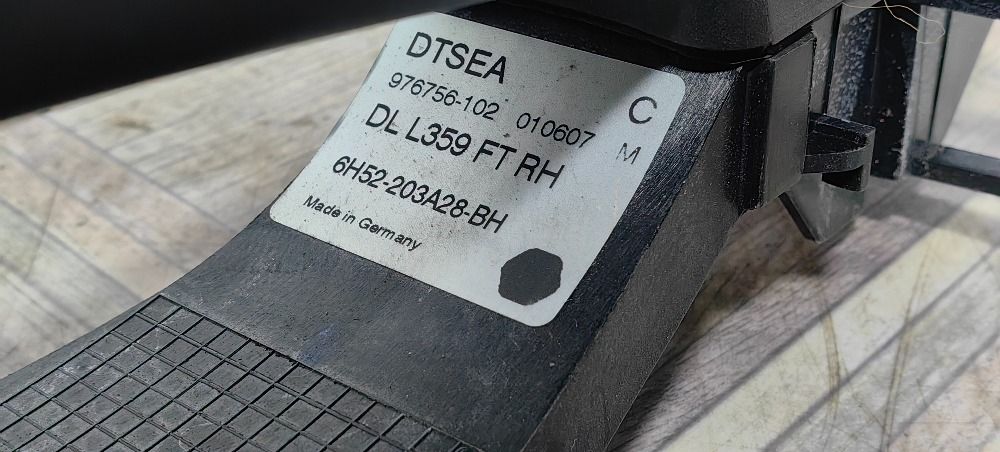 DTSEA
C
976756-102 010607 M
DL L359 FT RH
6H52-203A28-BH
Made in Germany